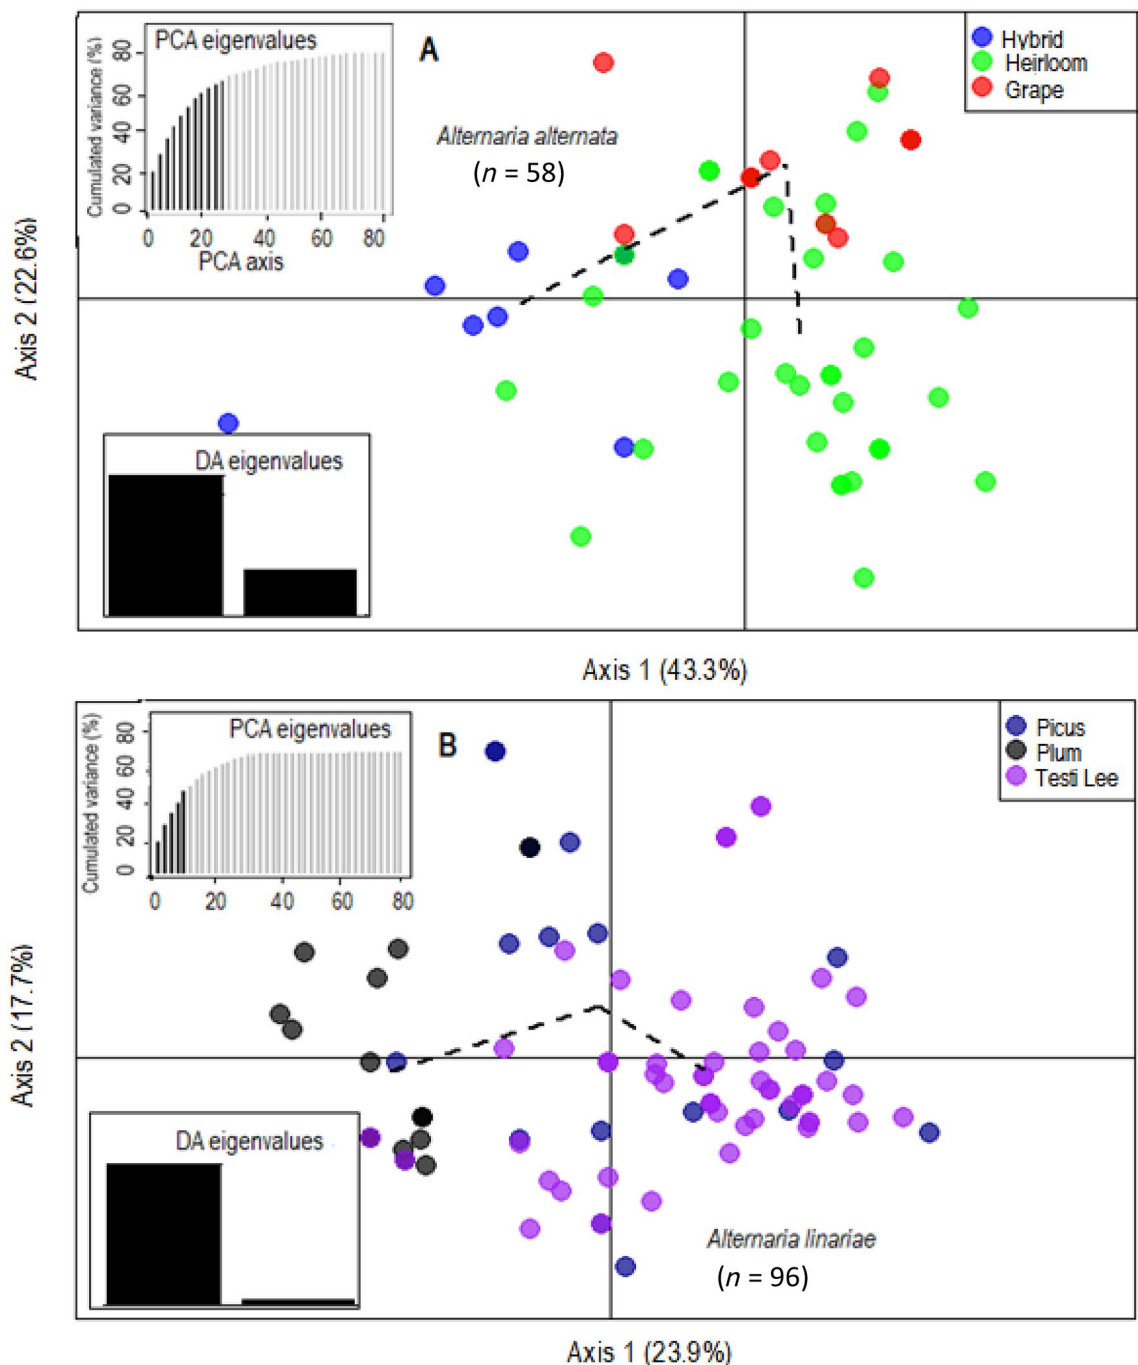 PCA eigenvalues
Cumulated variance (%)
80
60
40
20
0
0 20 40 60 80
PCA axis
A
Alternaria alternata
(n = 58)
Hybrid
Heirloom
Grape
Axis 2 (22.6%)
DA eigenvalues
Axis 1 (43.3%)
PCA eigenvalues
Cumulated variance (%)
80
60
40
20
0
0 20 40 60 80
B
Picus
Plum
Testi Lee
Axis 2 (17.7%)
DA eigenvalues
Alternaria linariae
(n = 96)
Axis 1 (23.9%)